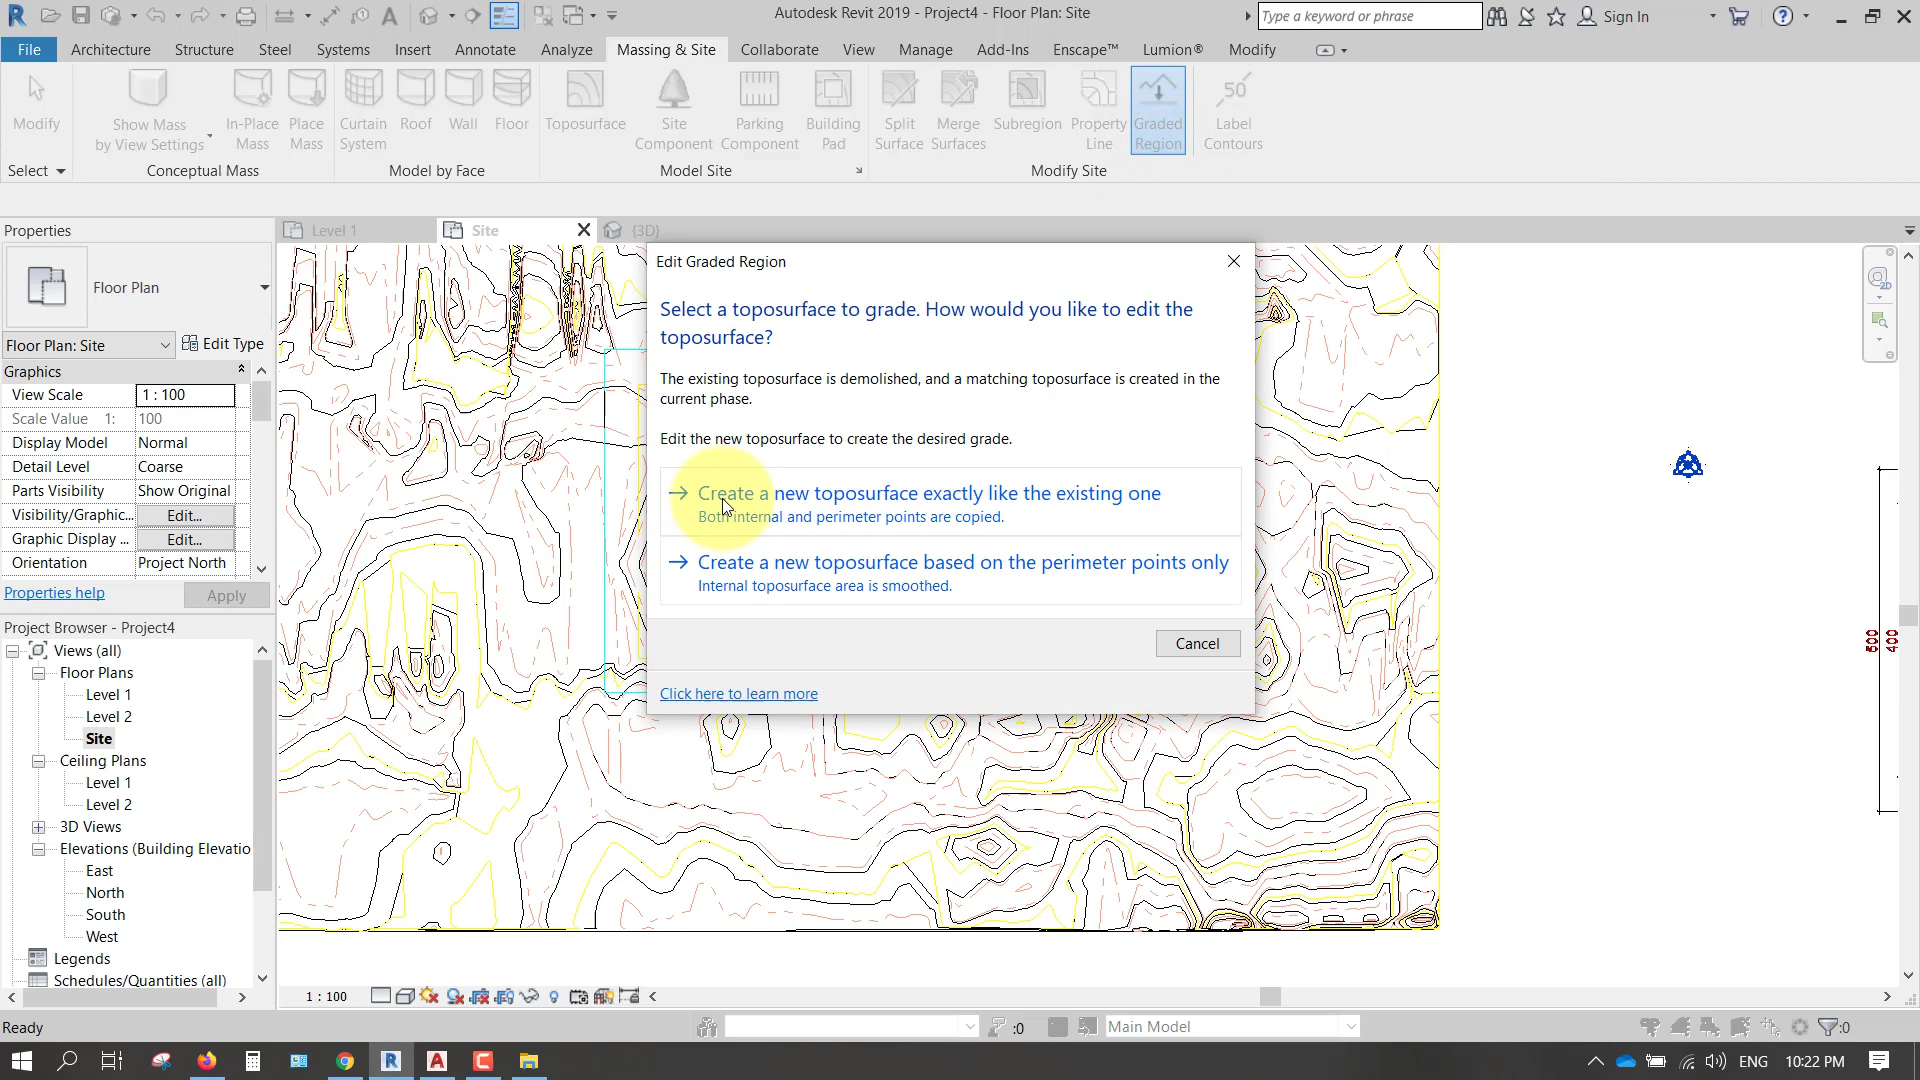 Autodesk Revit 2019 - Project4 - Floor Plan: Site
Type a keyword or phrase
Sign In
File
Architecture
Structure
Steel
Systems
Insert
Annotate
Analyze
Massing & Site
Collaborate
View
Manage
Add-Ins
Enscape™
Lumion®
Modify
Modify
Show Mass
by View Settings
In-Place
Mass
Place
Mass
Curtain
System
Roof
Wall
Floor
Toposurface
Site
Component
Parking
Component
Building
Pad
Split
Surface
Merge
Surfaces
Subregion
Property
Line
Graded
Region
50
Label
Contours
Select
Conceptual Mass
Model by Face
Model Site
Modify Site
Properties
Level 1
Site
{3D}
Floor Plan
Floor Plan: Site
Edit Type
Graphics
View Scale 1 : 100
Scale Value 1: 100
Display Model Normal
Detail Level Coarse
Parts Visibility Show Original
Visibility/Graphic... Edit...
Graphic Display ... Edit...
Orientation Project North
Properties help
Apply
Project Browser - Project4
Views (all)
Floor Plans
Level 1
Level 2
Site
Ceiling Plans
Level 1
Level 2
3D Views
Elevations (Building Elevatio
East
North
South
West
Legends
Schedules/Quantities (all)
Edit Graded Region
Select a toposurface to grade. How would you like to edit the
toposurface?
The existing toposurface is demolished, and a matching toposurface is created in the
current phase.
Edit the new toposurface to create the desired grade.
Create a new toposurface exactly like the existing one
Both internal and perimeter points are copied.
Create a new toposurface based on the perimeter points only
Internal toposurface area is smoothed.
Cancel
Click here to learn more
2D
400
1 : 100
Ready
:0
Main Model
:0
ENG
10:22 PM